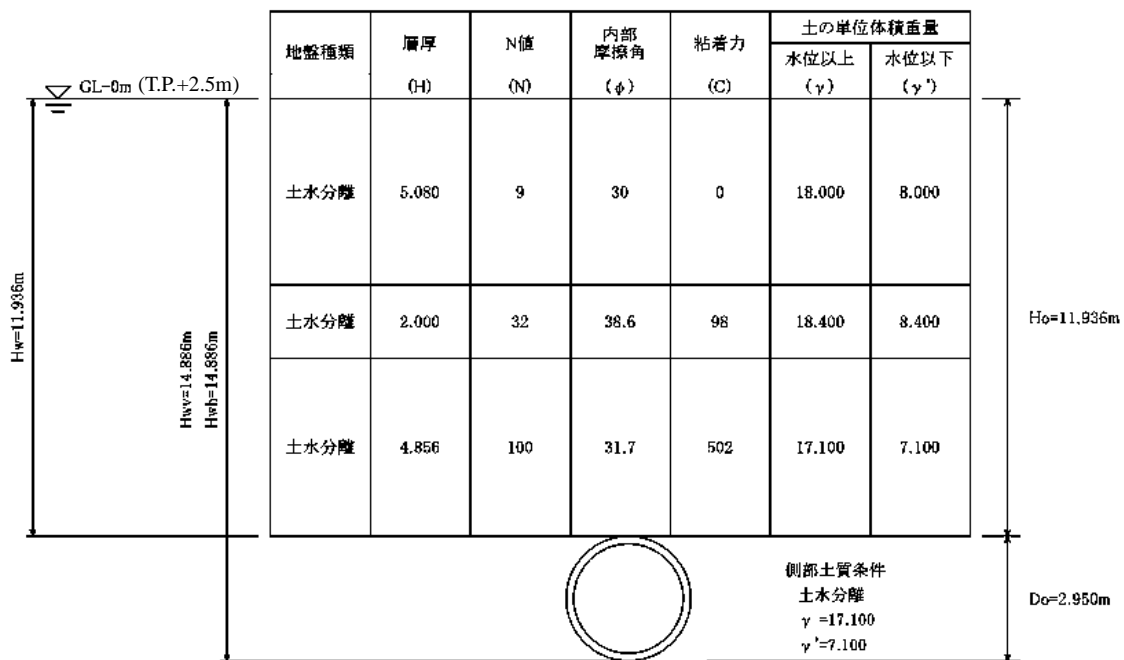 地盤種類 層厚 (H) N値 (N) 内部摩擦角 (φ) 粘着力 (C) 土の単位体積重量
水位以上 (γ) 水位以下 (γ')
GL-0m (T.P.+2.5m)
土水分離 5.080 9 30 0 18.000 8.000
土水分離 2.000 32 38.6 98 18.400 8.400
土水分離 4.856 100 31.7 502 17.100 7.100
Hw=11.936m
Hwv=14.886m
Hwh=14.886m
Ho=11.936m
側部土質条件
土水分離
γ =17.100
γ'=7.100
Do=2.950m